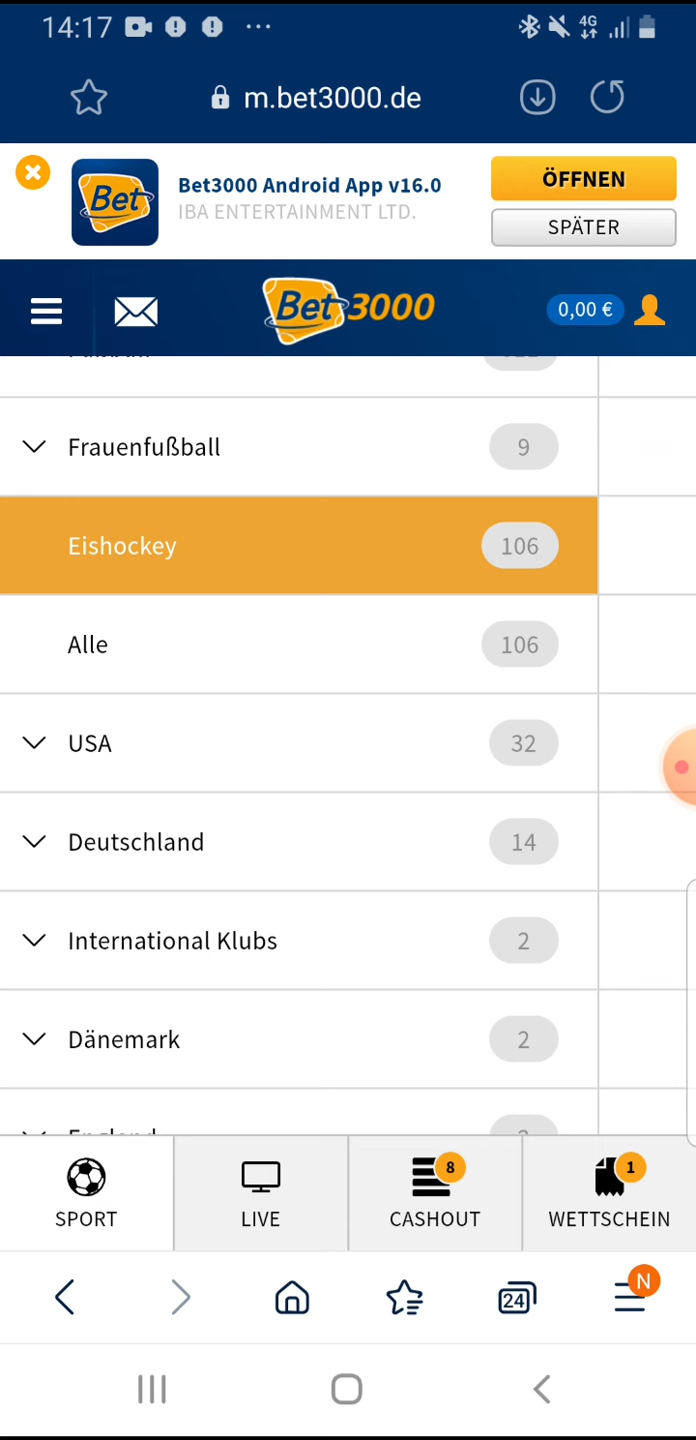 14:17
4G
m.bet3000.de
Bet
Bet3000 Android App v16.0
IBA ENTERTAINMENT LTD.
ÖFFNEN
SPÄTER
Bet3000
0,00 €
Frauenfußball 9
Eishockey 106
Alle 106
USA 32
Deutschland 14
International Klubs 2
Dänemark 2
England
8
1
SPORT LIVE CASHOUT WETTSCHEIN
24
N